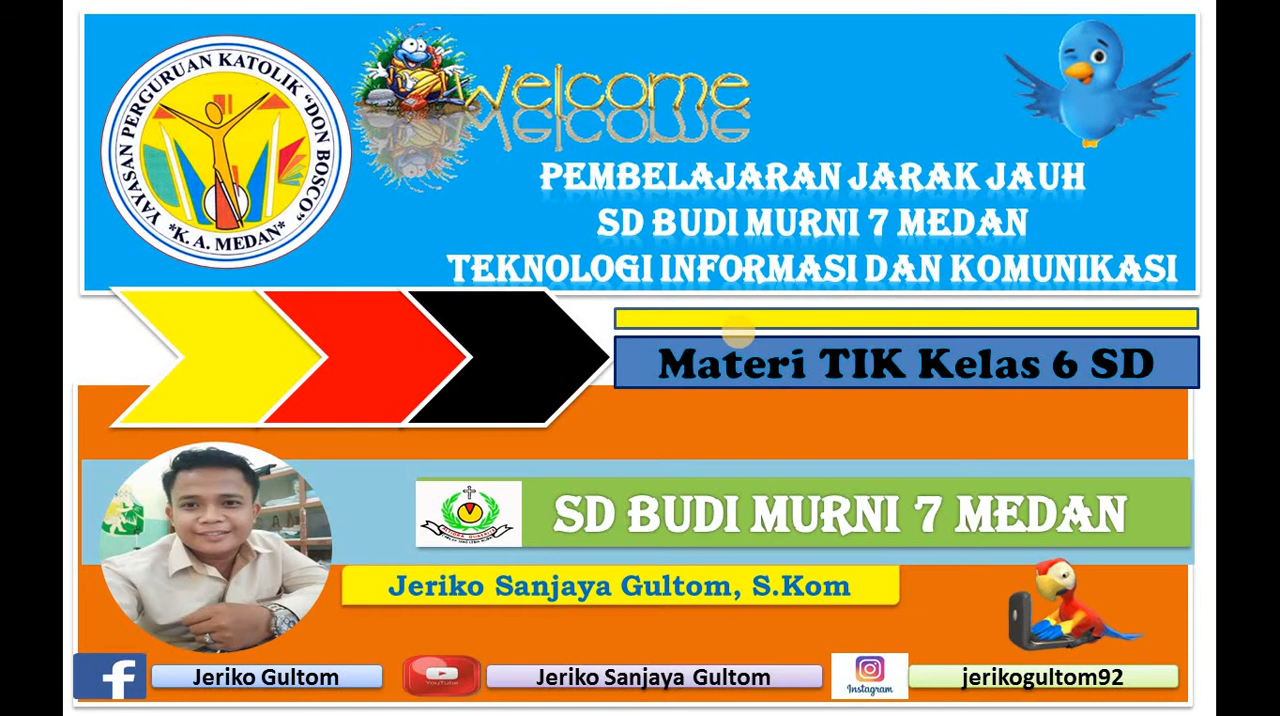 YAYASAN PERGURUAN KATOLIK "DON BOSCO"
*K. A. MEDAN*
Welcome
PEMBELAJARAN JARAK JAUH
SD BUDI MURNI 7 MEDAN
TEKNOLOGI INFORMASI DAN KOMUNIKASI
Materi TIK Kelas 6 SD
SD BUDI MURNI 7 MEDAN
Jeriko Sanjaya Gultom, S.Kom
f
Jeriko Gultom
YouTube
Jeriko Sanjaya Gultom
Instagram
jerikogultom92